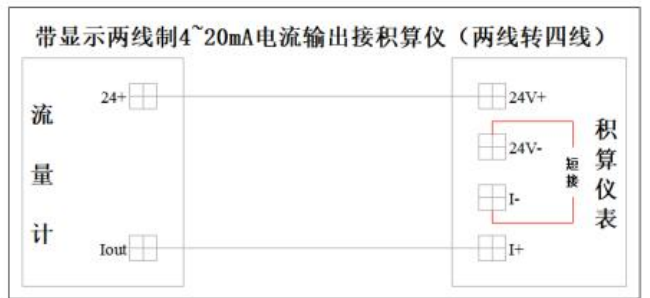 带显示两线制4~20mA电流输出接积算仪（两线转四线）
流量计
24+
Iout
24V+
24V-
I-
I+
短接
积算仪表